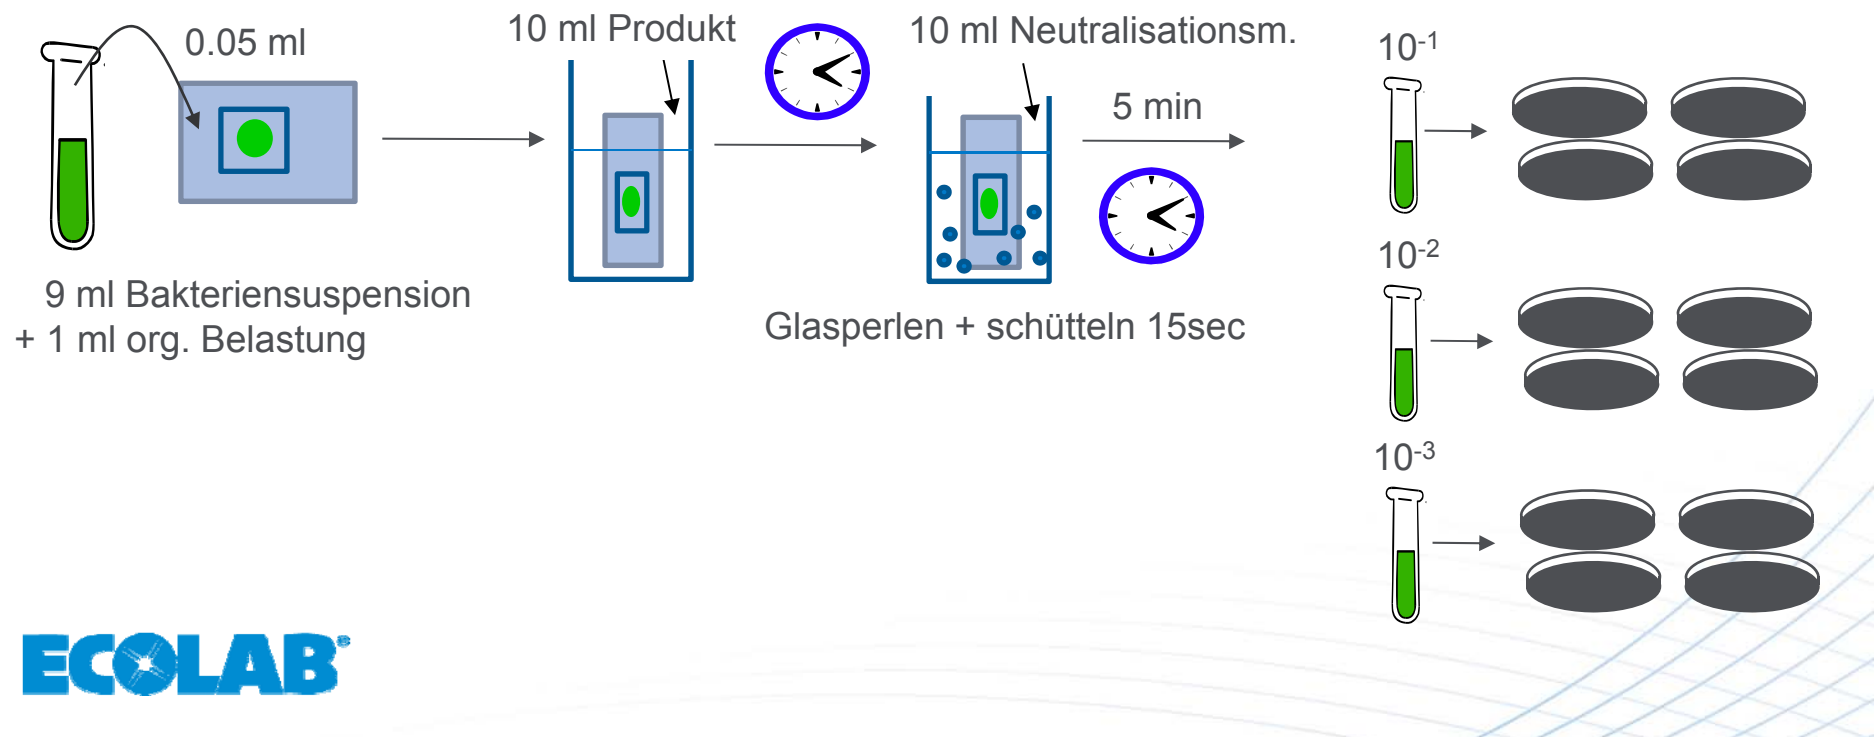 0.05 ml
10 ml Produkt
10 ml Neutralisationsm.
5 min
9 ml Bakteriensuspension
+ 1 ml org. Belastung
Glasperlen + schütteln 15sec
10⁻¹
10⁻²
10⁻³
ECOLAB®